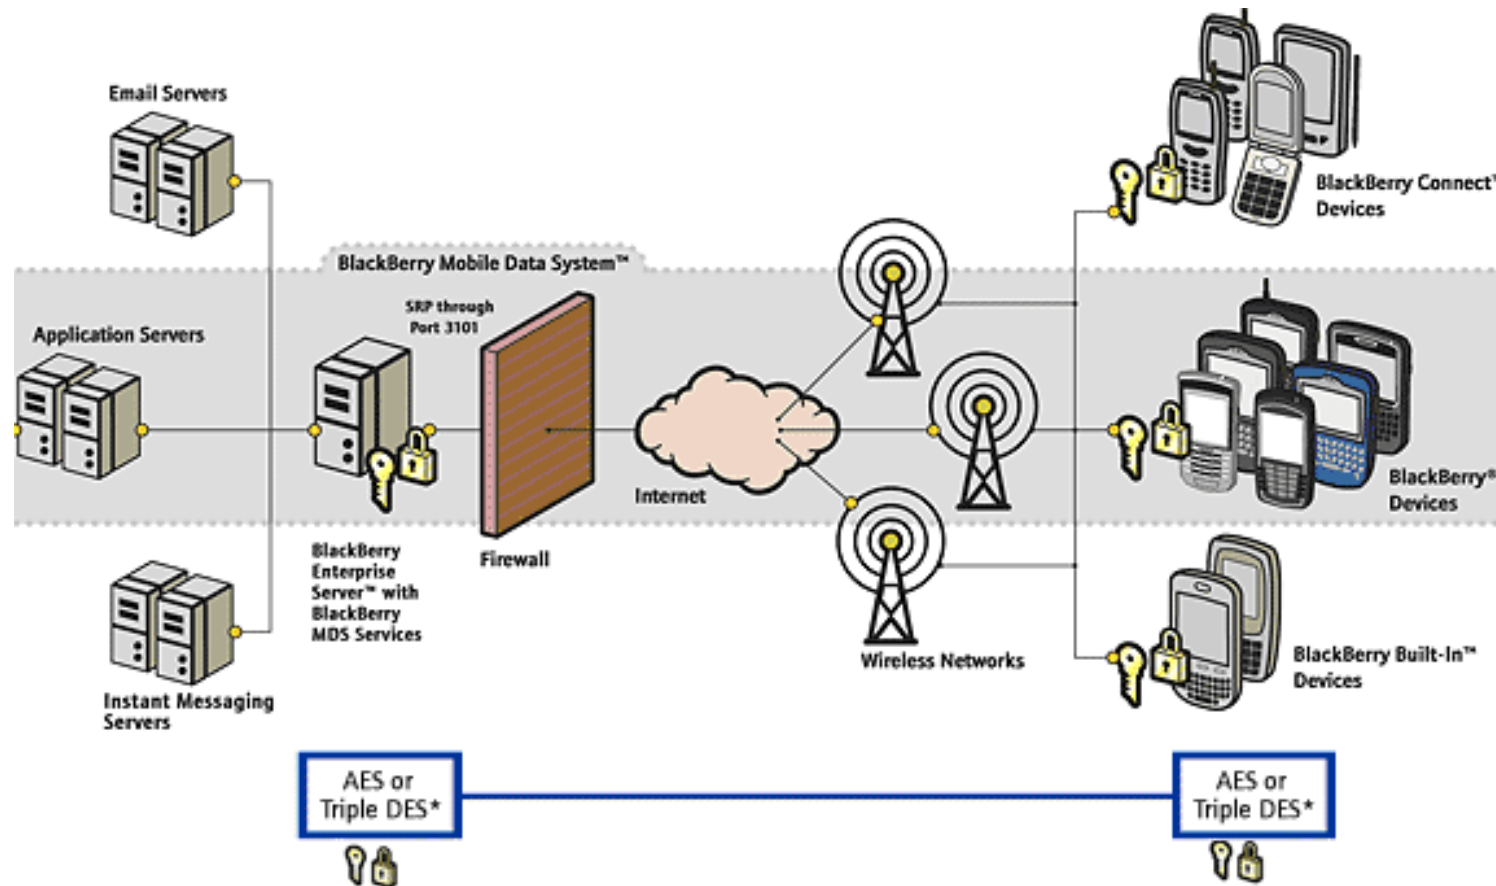 Email Servers
BlackBerry Connect™
Devices
BlackBerry Mobile Data System™
SRP through
Port 3101
Application Servers
Internet
BlackBerry®
Devices
BlackBerry
Enterprise
Server™ with
BlackBerry
MDS Services
Firewall
Wireless Networks
BlackBerry Built-In™
Devices
Instant Messaging
Servers
AES or
Triple DES*
AES or
Triple DES*